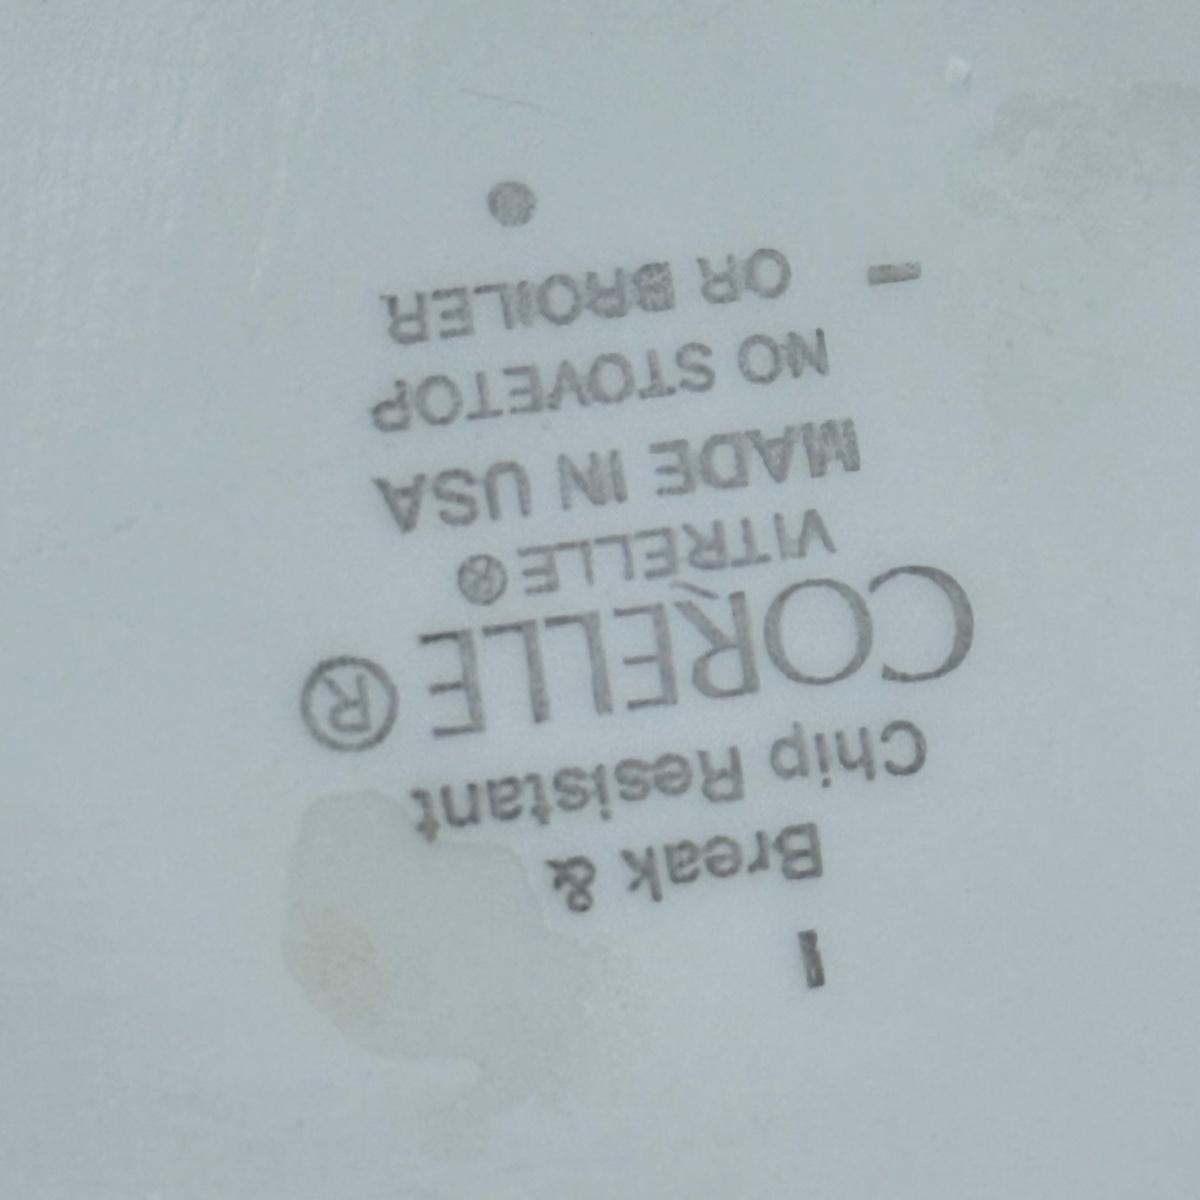 Break &
Chip Resistant
CORELLE®
VITRELLE®
MADE IN USA
NO STOVETOP
OR BROILER